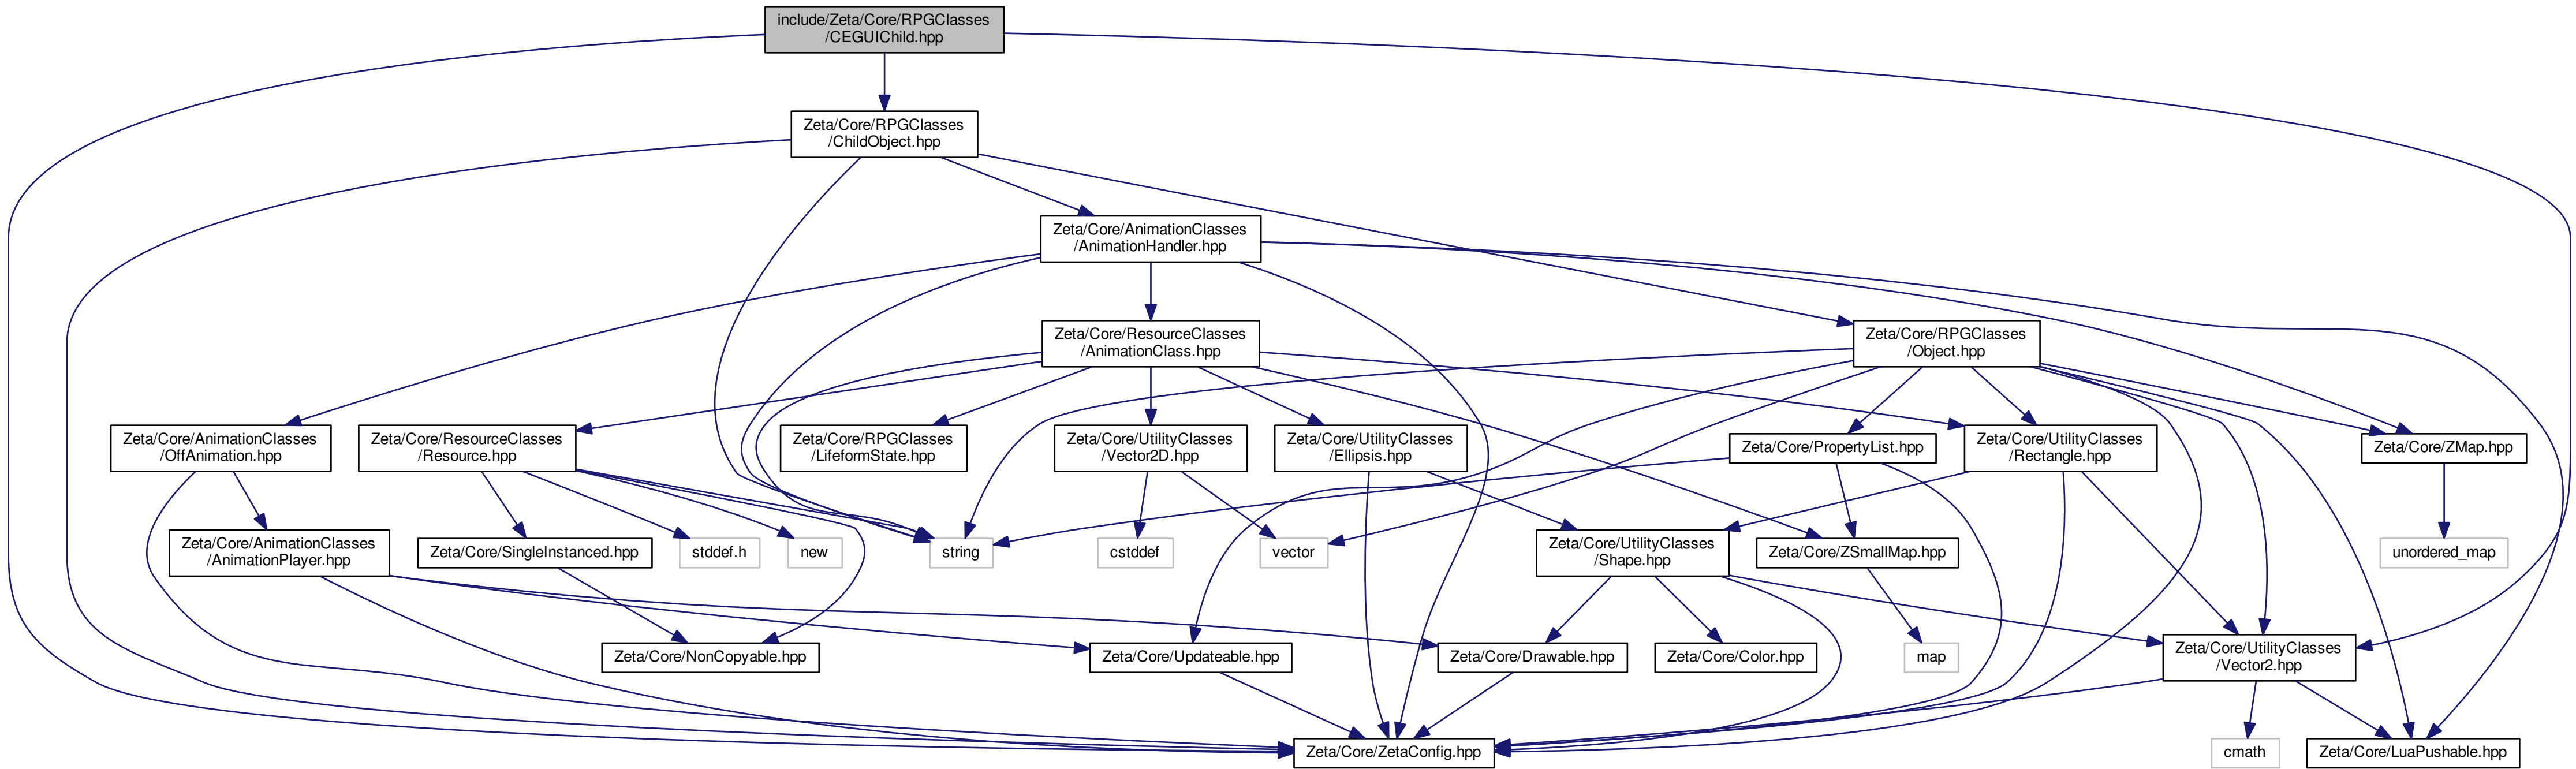 include/Zeta/Core/RPGClasses
/CEGUIChild.hpp
Zeta/Core/RPGClasses
/ChildObject.hpp
Zeta/Core/AnimationClasses
/AnimationHandler.hpp
Zeta/Core/ResourceClasses
/AnimationClass.hpp
Zeta/Core/RPGClasses
/Object.hpp
Zeta/Core/AnimationClasses
/OffAnimation.hpp
Zeta/Core/ResourceClasses
/Resource.hpp
Zeta/Core/RPGClasses
/LifeformState.hpp
Zeta/Core/UtilityClasses
/Vector2D.hpp
Zeta/Core/UtilityClasses
/Ellipsis.hpp
Zeta/Core/PropertyList.hpp
Zeta/Core/UtilityClasses
/Rectangle.hpp
Zeta/Core/ZMap.hpp
Zeta/Core/AnimationClasses
/AnimationPlayer.hpp
Zeta/Core/SingleInstanced.hpp
stddef.h
new
string
cstddef
vector
Zeta/Core/UtilityClasses
/Shape.hpp
Zeta/Core/ZSmallMap.hpp
unordered_map
Zeta/Core/NonCopyable.hpp
Zeta/Core/Updateable.hpp
Zeta/Core/Drawable.hpp
Zeta/Core/Color.hpp
map
Zeta/Core/UtilityClasses
/Vector2.hpp
Zeta/Core/ZetaConfig.hpp
cmath
Zeta/Core/LuaPushable.hpp